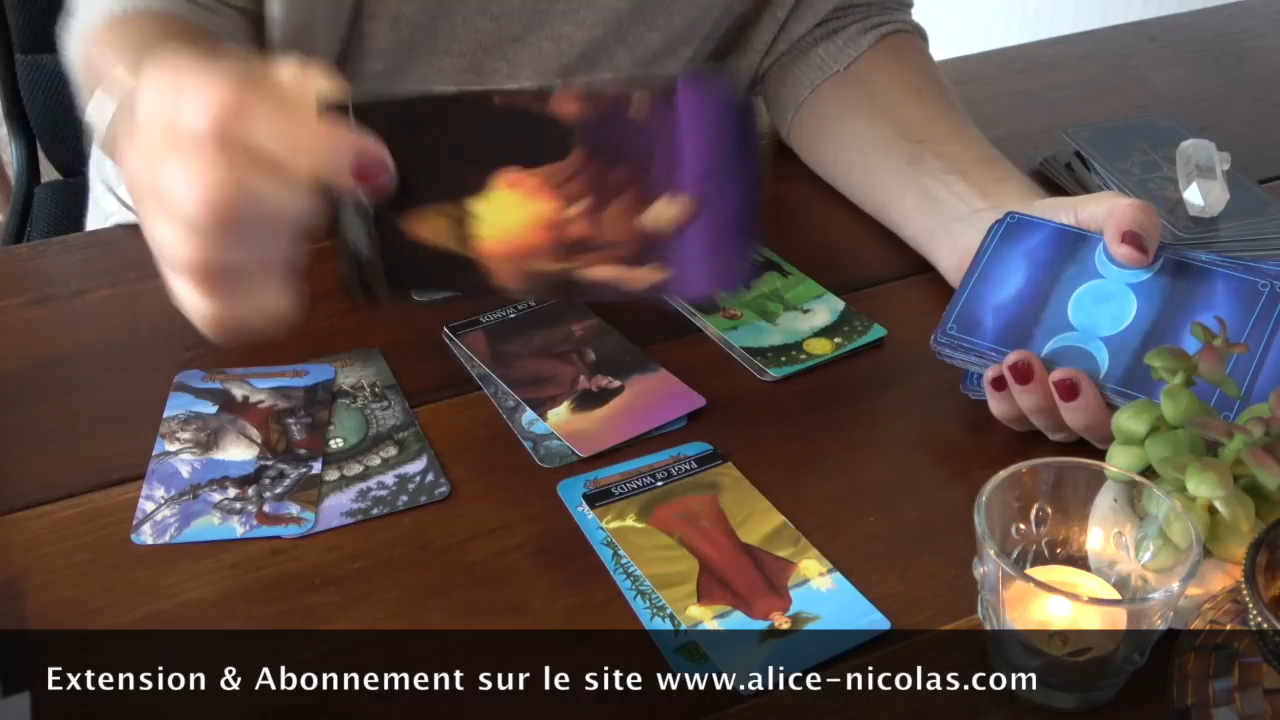 8 OF WANDS
PAGE OF WANDS
Extension & Abonnement sur le site www.alice-nicolas.com